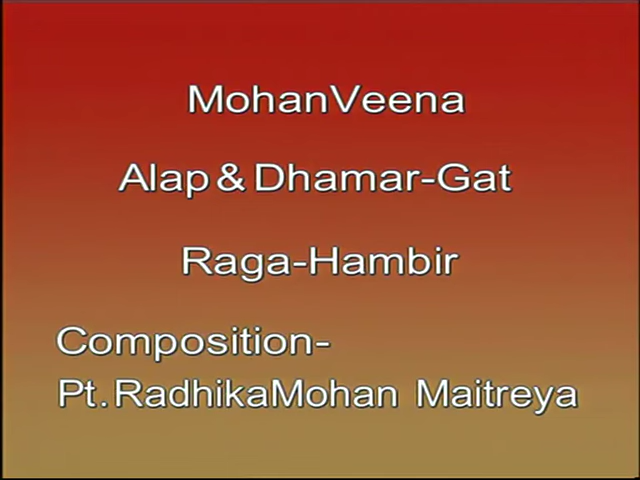 MohanVeena
Alap & Dhamar-Gat
Raga-Hambir
Composition-
Pt.RadhikaMohan Maitreya